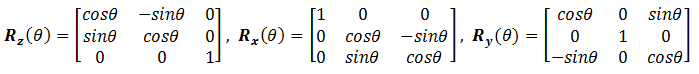 R_z(θ) = [cosθ −sinθ 0; sinθ cosθ 0; 0 0 1] , R_x(θ) = [1 0 0; 0 cosθ −sinθ; 0 sinθ cosθ] , R_y(θ) = [cosθ 0 sinθ; 0 1 0; −sinθ 0 cosθ]